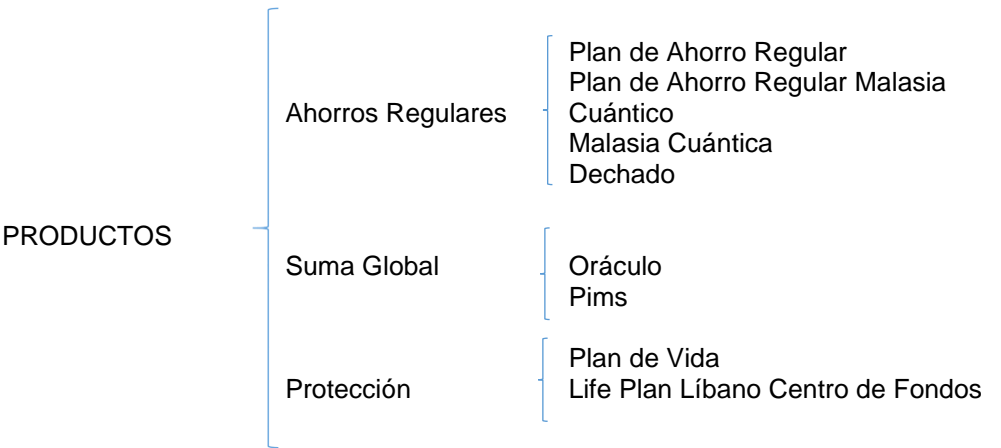 PRODUCTOS
Ahorros Regulares
Plan de Ahorro Regular
Plan de Ahorro Regular Malasia
Cuántico
Malasia Cuántica
Dechado
Suma Global
Oráculo
Pims
Protección
Plan de Vida
Life Plan Líbano Centro de Fondos